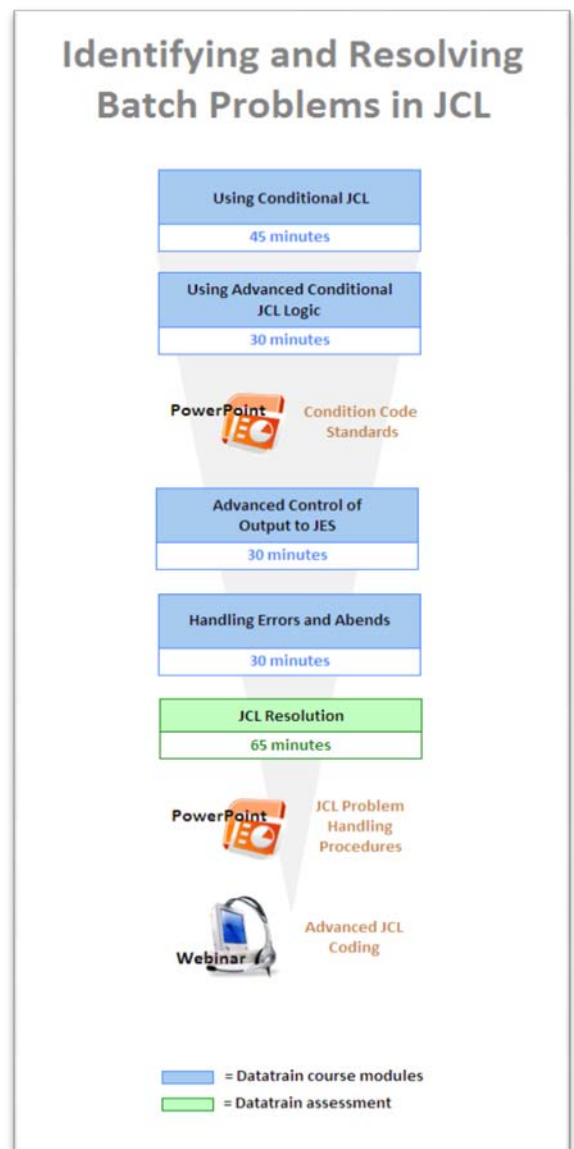 Identifying and Resolving
Batch Problems in JCL
Using Conditional JCL
45 minutes
Using Advanced Conditional
JCL Logic
30 minutes
PowerPoint
Condition Code
Standards
Advanced Control of
Output to JES
30 minutes
Handling Errors and Abends
30 minutes
JCL Resolution
65 minutes
PowerPoint
JCL Problem
Handling
Procedures
Webinar
Advanced JCL
Coding
= Datatrain course modules
= Datatrain assessment